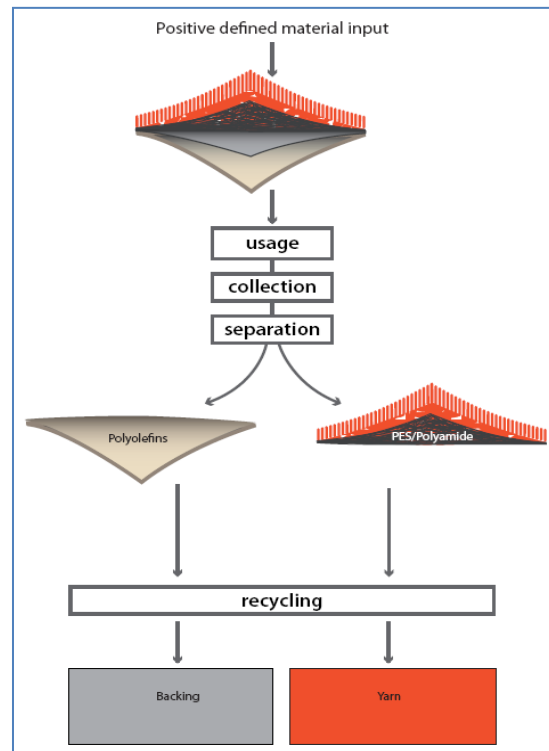 Positive defined material input
usage
collection
separation
Polyolefins
PES/Polyamide
recycling
Backing
Yarn